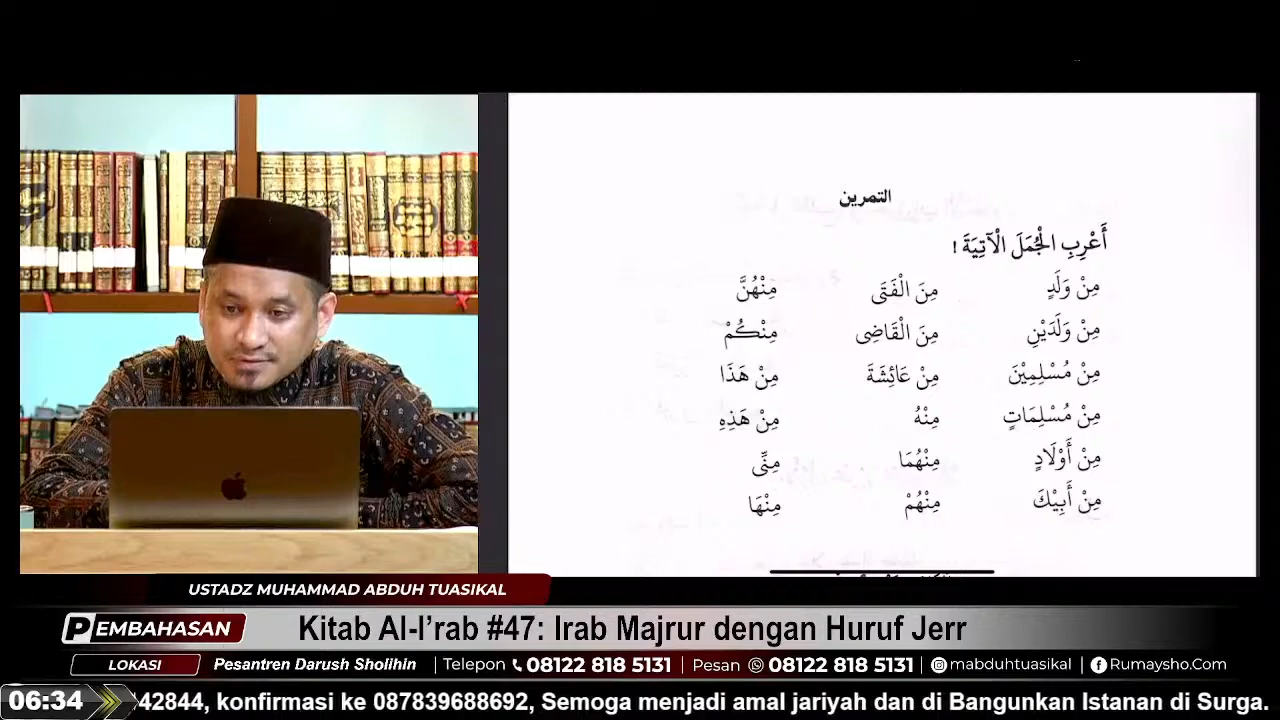 التمرين
أَعْرِبِ الْجُمَلَ الْآتِيَةَ !
مِنْ وَلَدٍ مِنَ الْفَتَى مِنْهُنَّ
مِنْ وَلَدَيْنِ مِنَ الْقَاضِى مِنْكُمْ
مِنْ مُسْلِمِيْنَ مِنْ عَائِشَةَ مِنْ هَذَا
مِنْ مُسْلِمَاتٍ مِنْهُ مِنْ هَذِهِ
مِنْ أَوْلَادٍ مِنْهُمَا مِنِّى
مِنْ أَبِيْكَ مِنْهُمْ مِنْهَا
USTADZ MUHAMMAD ABDUH TUASIKAL
PEMBAHASAN Kitab Al-I’rab #47: Irab Majrur dengan Huruf Jerr
LOKASI Pesantren Darush Sholihin | Telepon 08122 818 5131 | Pesan 08122 818 5131 | mabduhtuasikal | Rumaysho.Com
06:34 42844, konfirmasi ke 087839688692, Semoga menjadi amal jariyah dan di Bangunkan Istanan di Surga.